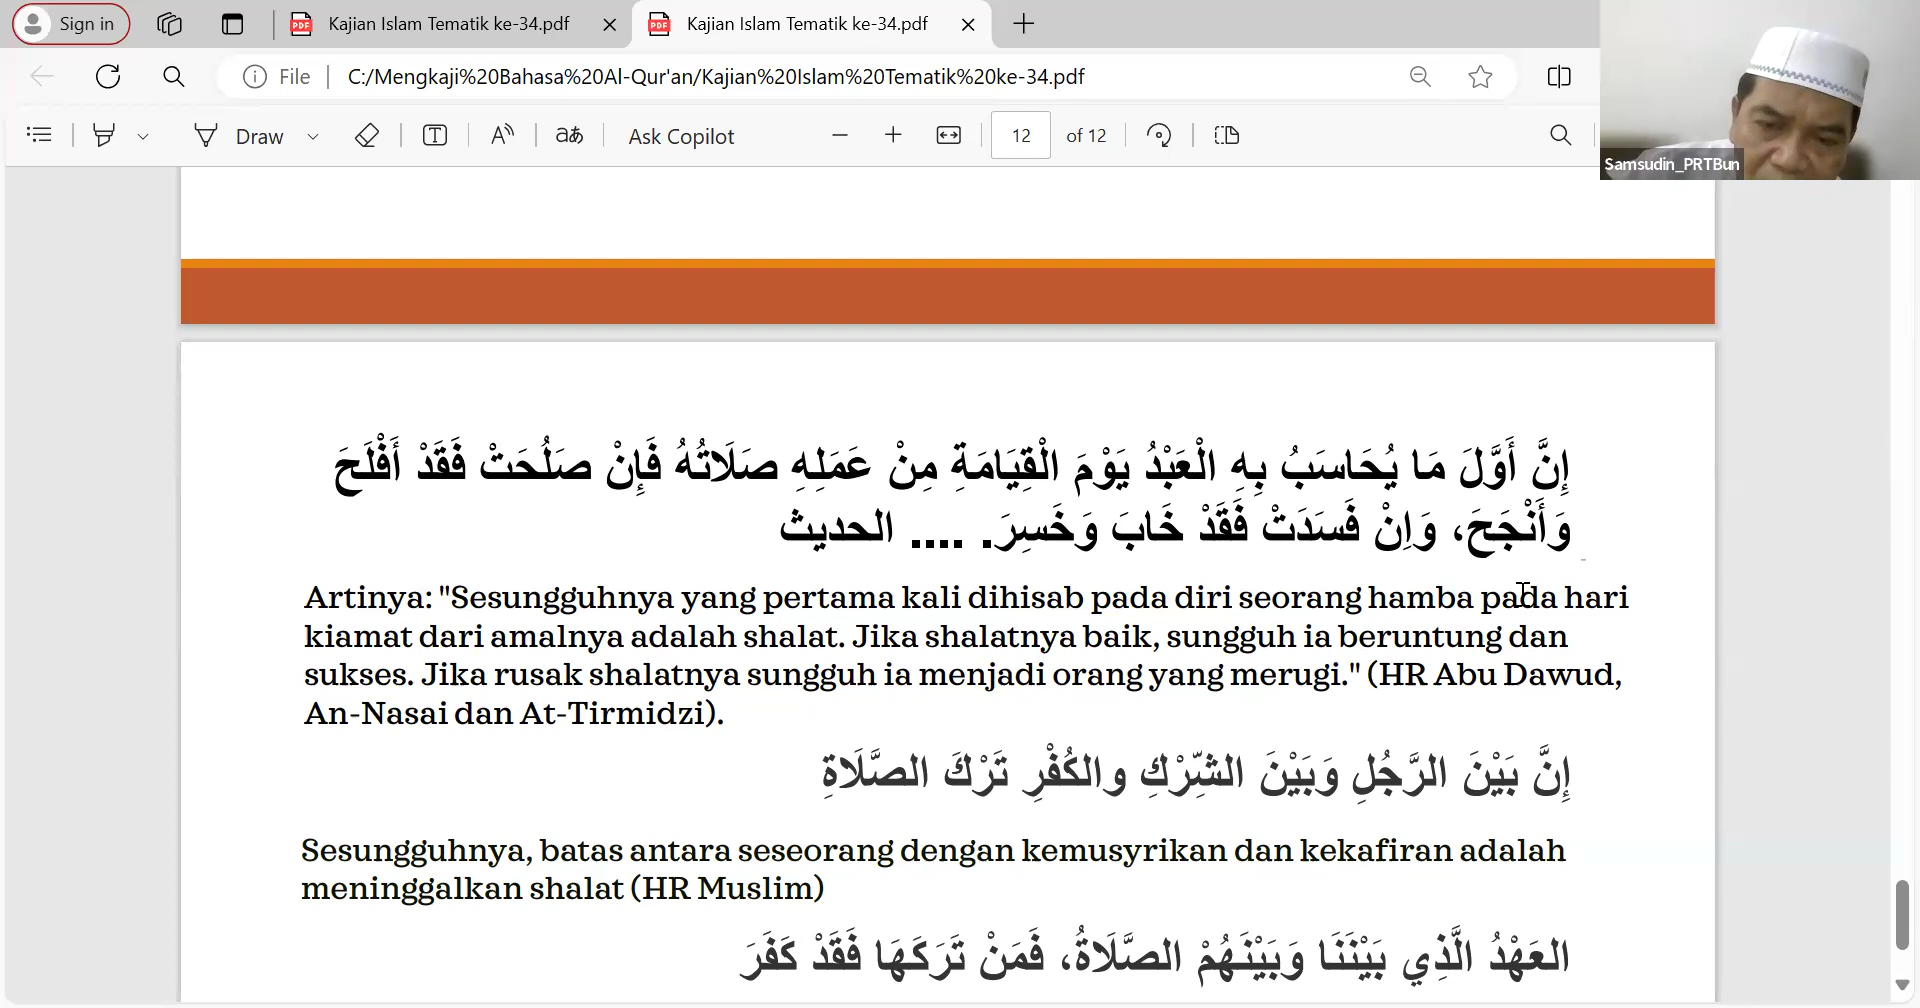 Sign in
Kajian Islam Tematik ke-34.pdf
Kajian Islam Tematik ke-34.pdf
File
C:/Mengkaji%20Bahasa%20Al-Qur'an/Kajian%20Islam%20Tematik%20ke-34.pdf
Draw
Ask Copilot
12 of 12
Samsudin_PRTBun
إِنَّ أَوَّلَ مَا يُحَاسَبُ بِهِ الْعَبْدُ يَوْمَ الْقِيَامَةِ مِنْ عَمَلِهِ صَلَاتُهُ فَإِنْ صَلُحَتْ فَقَدْ أَفْلَحَ
وَأَنْجَحَ، وَاِنْ فَسَدَتْ فَقَدْ خَابَ وَخَسِرَ. .... الحديث
Artinya: "Sesungguhnya yang pertama kali dihisab pada diri seorang hamba pada hari
kiamat dari amalnya adalah shalat. Jika shalatnya baik, sungguh ia beruntung dan
sukses. Jika rusak shalatnya sungguh ia menjadi orang yang merugi." (HR Abu Dawud,
An-Nasai dan At-Tirmidzi).
إِنَّ بَيْنَ الرَّجُلِ وَبَيْنَ الشِّرْكِ والكُفْرِ تَرْكَ الصَّلَاةِ
Sesungguhnya, batas antara seseorang dengan kemusyrikan dan kekafiran adalah
meninggalkan shalat (HR Muslim)
العَهْدُ الَّذِي بَيْنَنَا وَبَيْنَهُمْ الصَّلَاةُ، فَمَنْ تَرَكَهَا فَقَدْ كَفَرَ